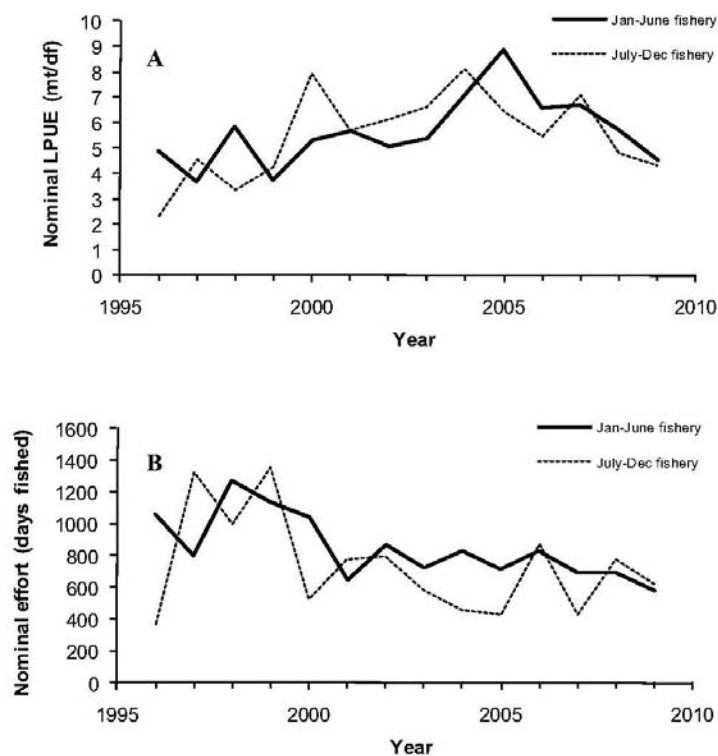 Jan-June fishery
July-Dec fishery
A
Nominal LPUE (mt/df)
10
9
8
7
6
5
4
3
2
1
0
1995 2000 2005 2010
Year
Jan-June fishery
July-Dec fishery
B
Nominal effort (days fished)
1600
1400
1200
1000
800
600
400
200
0
1995 2000 2005 2010
Year